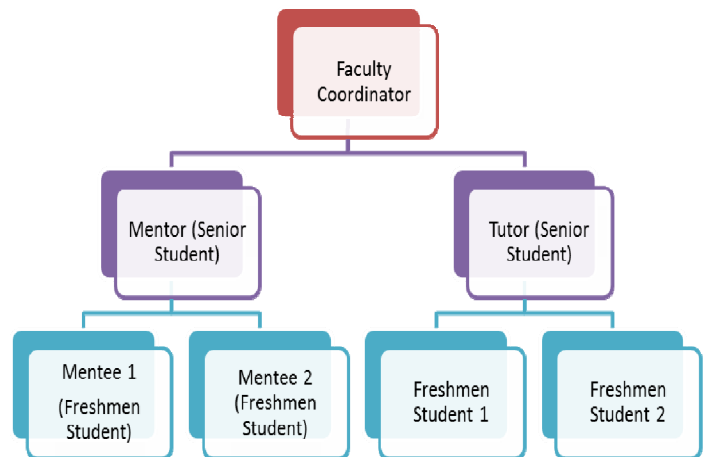 Faculty
Coordinator
Mentor (Senior
Student)
Tutor (Senior
Student)
Mentee 1
(Freshmen
Student)
Mentee 2
(Freshmen
Student)
Freshmen
Student 1
Freshmen
Student 2